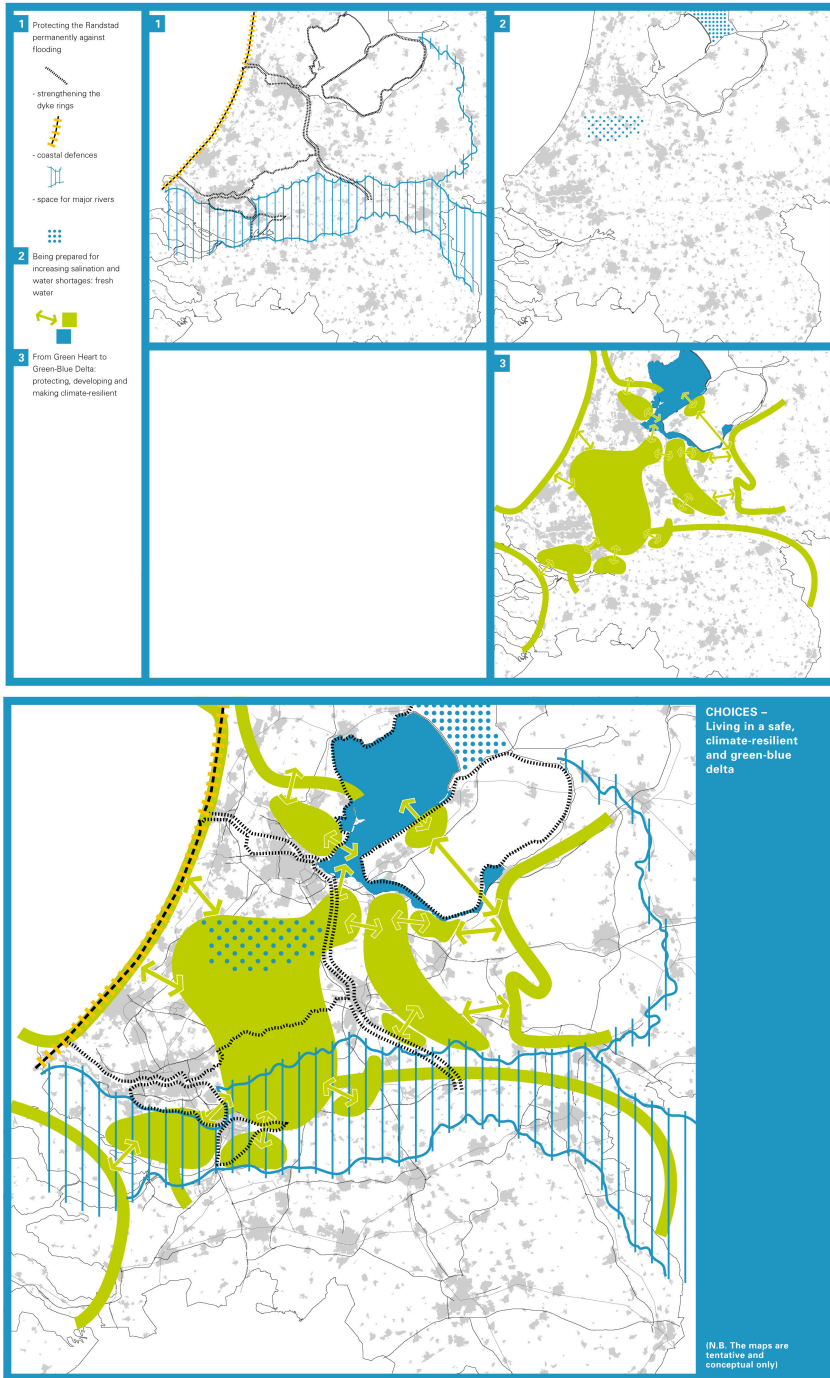 1 Protecting the Randstad
permanently against
flooding
- strengthening the
dyke rings
- coastal defences
- space for major rivers
2 Being prepared for
increasing salination and
water shortages: fresh
water
3 From Green Heart to
Green-Blue Delta:
protecting, developing and
making climate-resilient
1
2
3
CHOICES –
Living in a safe,
climate-resilient
and green-blue
delta
(N.B. The maps are
tentative and
conceptual only)